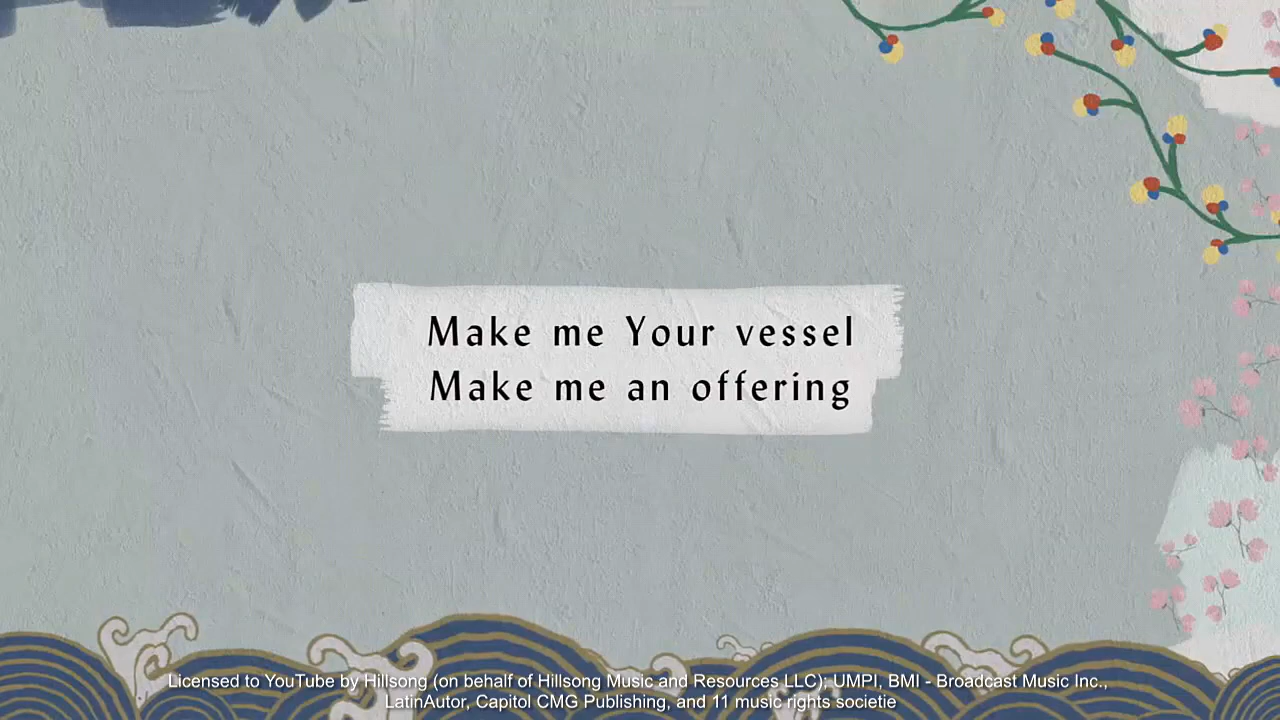 Make me Your vessel
Make me an offering
Licensed to YouTube by Hillsong (on behalf of Hillsong Music and Resources LLC); UMPI, BMI - Broadcast Music Inc.,
LatinAutor, Capitol CMG Publishing, and 11 music rights societie